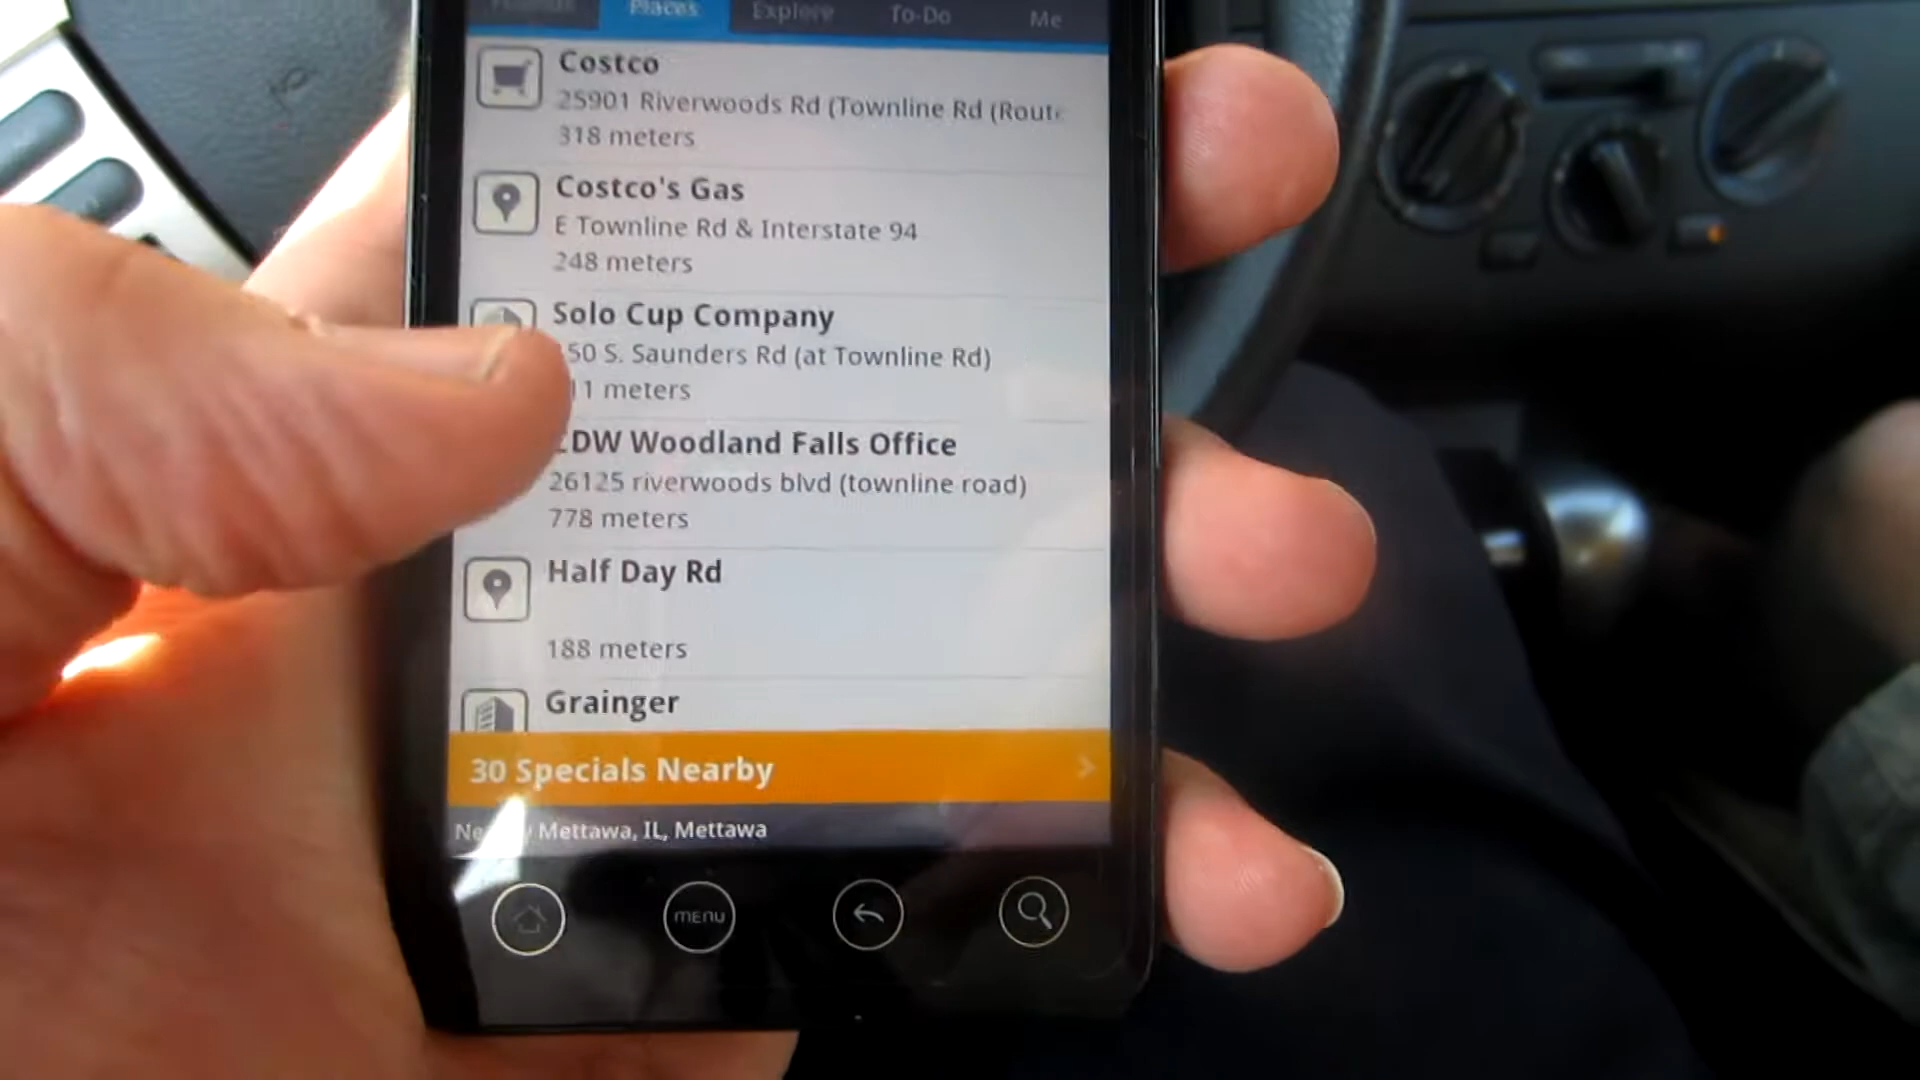 Places Explore To-Do Me
Costco
25901 Riverwoods Rd (Townline Rd (Route
318 meters
Costco's Gas
E Townline Rd & Interstate 94
248 meters
Solo Cup Company
50 S. Saunders Rd (at Townline Rd)
11 meters
DW Woodland Falls Office
26125 riverwoods blvd (townline road)
778 meters
Half Day Rd
188 meters
Grainger
30 Specials Nearby
Mettawa, IL, Mettawa
MENU